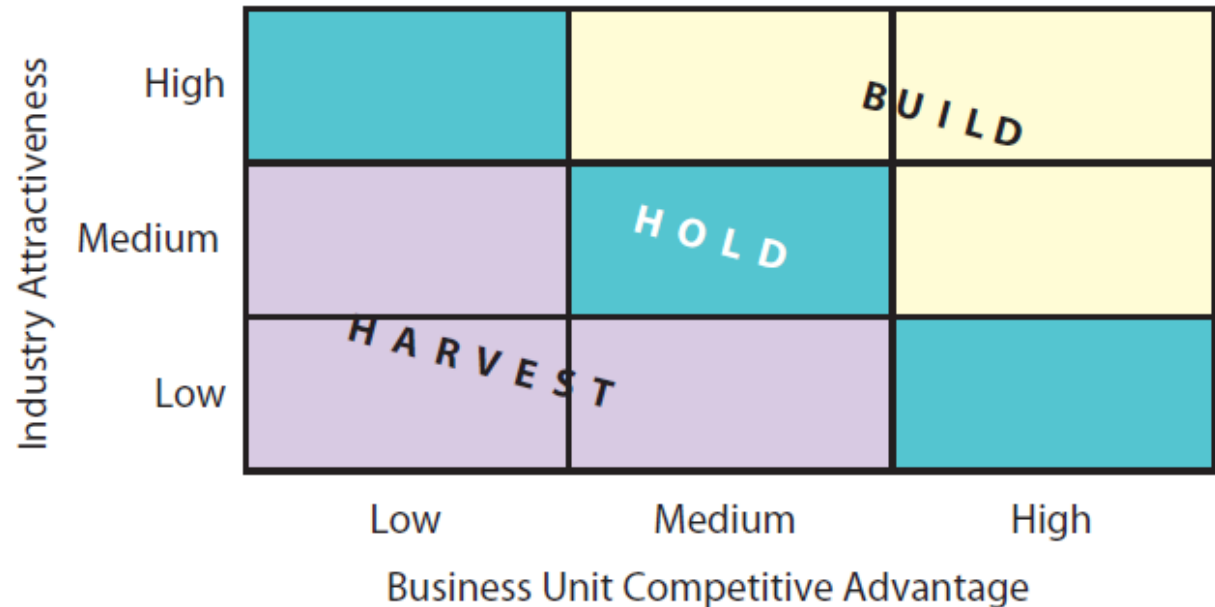 Industry Attractiveness
High
BUILD
Medium
HOLD
HARVEST
Low
Low
Medium
High
Business Unit Competitive Advantage